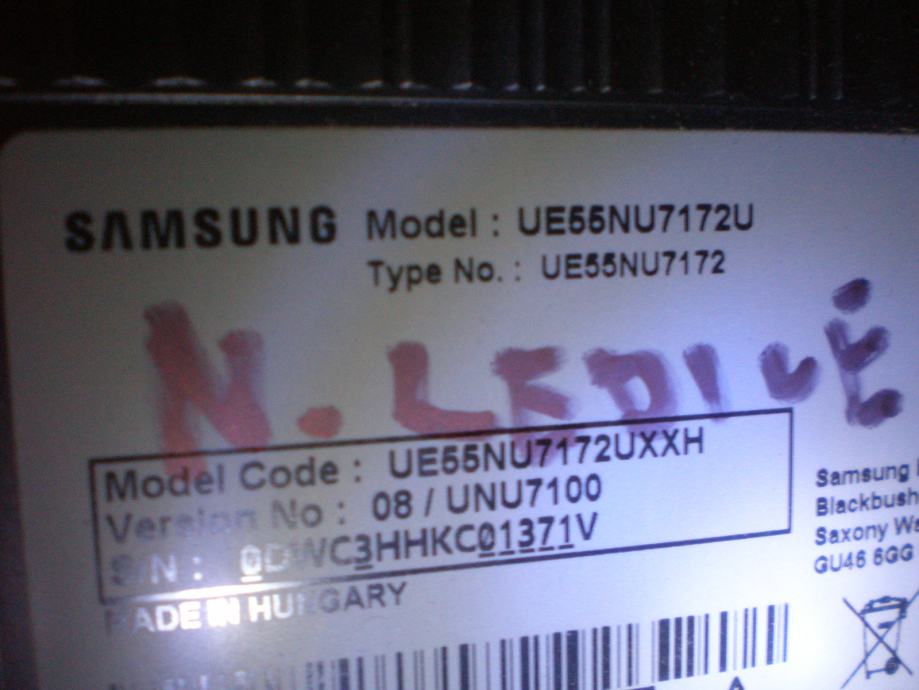 SAMSUNG Model : UE55NU7172U
Type No. : UE55NU7172
N. LEDICĖ
Model Code : UE55NU7172UXXH
Version No : 08 / UNU7100
S/N : 0DWC3HHKC01371V
MADE IN HUNGARY
Samsung
Blackbush
Saxony Wa
GU46 6GG